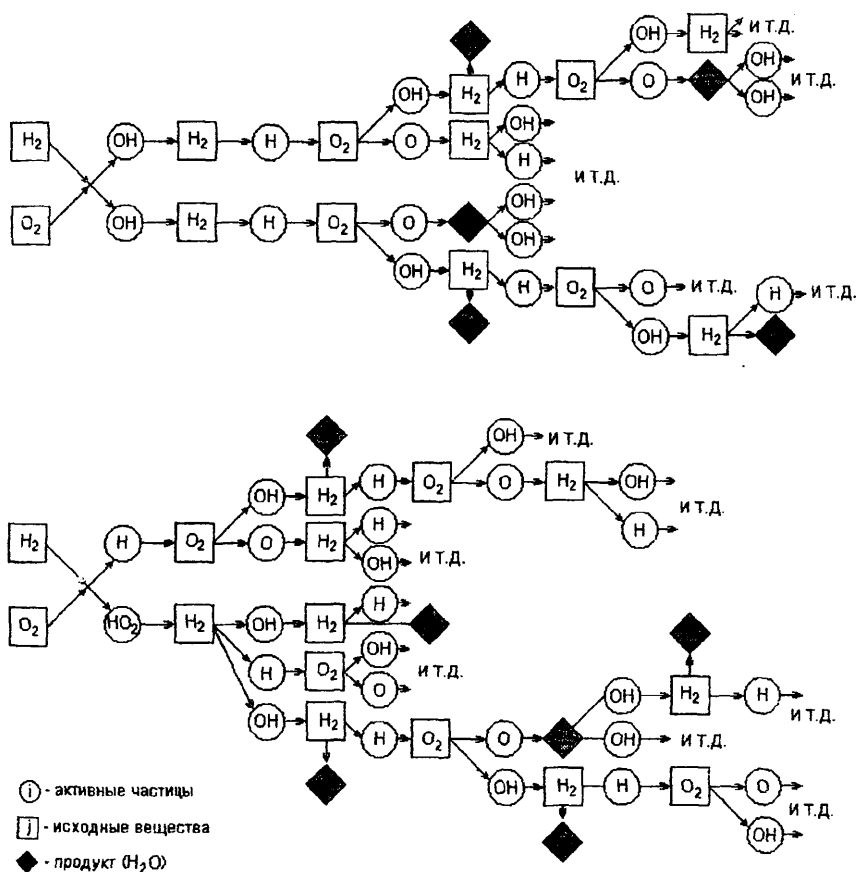 OH → H₂ И Т.Д.
OH → H₂ → H → O₂ → O → OH И Т.Д.
OH
H₂ OH → H₂ → H → O₂ → O → H₂ → OH
H
И Т.Д.
O₂ OH → H₂ → H → O₂ → O → OH
OH
OH → H₂ → H → O₂ → O → И Т.Д. H → И Т.Д.
OH → H₂
OH → И Т.Д.
OH → H₂ → H → O₂ → O → H₂ → OH
И Т.Д.
H
H₂ H → O₂ → O → H₂ → H
OH И Т.Д.
O₂ HO₂ → H₂ → OH → H₂ → H
H → O₂ → OH
O И Т.Д.
OH → H₂ → H
И Т.Д.
OH → H₂ → H → O₂ → O → OH → И Т.Д.
OH → H₂ → H → O₂ → O
И Т.Д.
OH
i - активные частицы
j - исходные вещества
- продукт (H₂O)